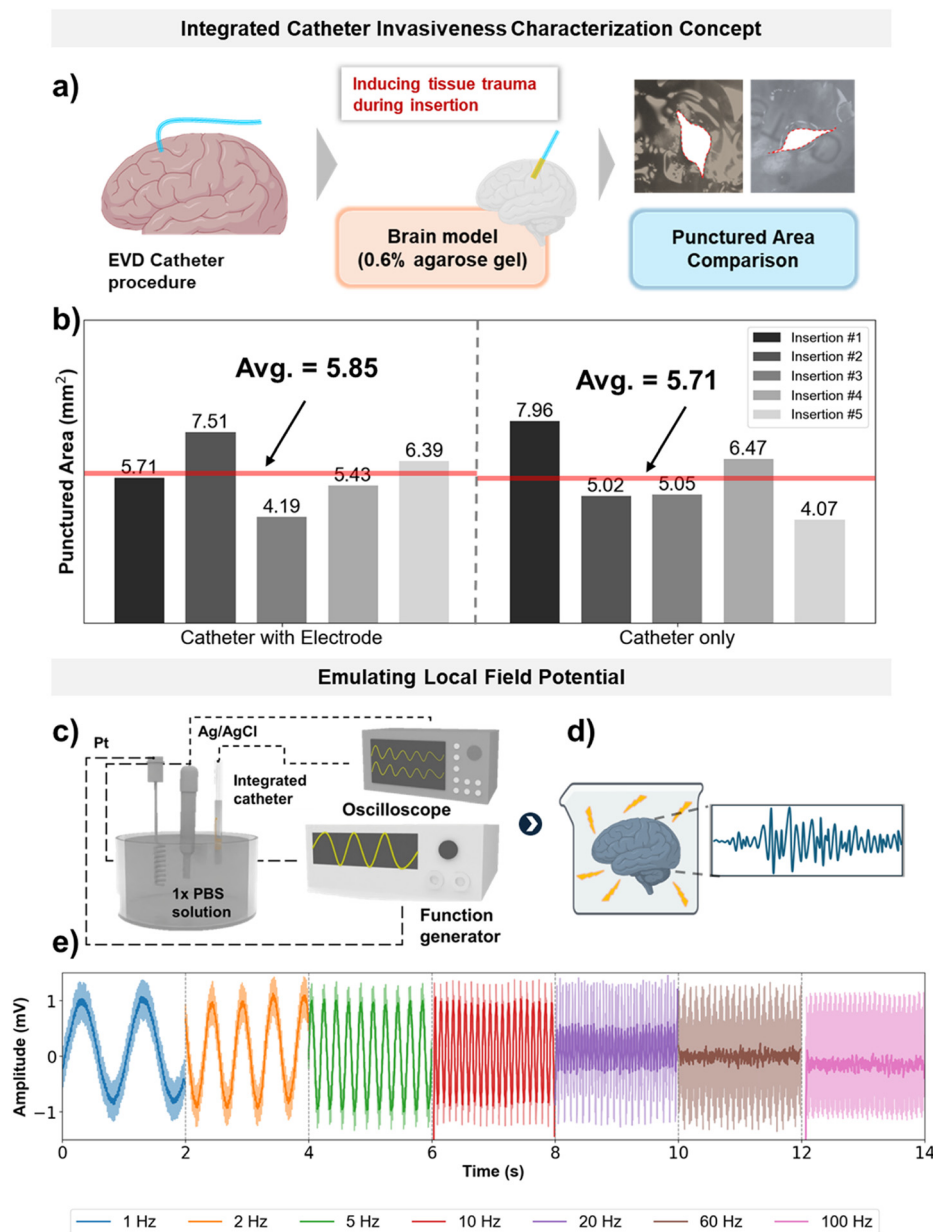 Integrated Catheter Invasiveness Characterization Concept
a)
Inducing tissue trauma
during insertion
EVD Catheter
procedure
Brain model
(0.6% agarose gel)
Punctured Area
Comparison
b)
Punctured Area (mm²)
Avg. = 5.85
Avg. = 5.71
Insertion #1
Insertion #2
Insertion #3
Insertion #4
Insertion #5
5.71
7.51
4.19
5.43
6.39
7.96
5.02
5.05
6.47
4.07
Catheter with Electrode
Catheter only
Emulating Local Field Potential
c)
Pt
Ag/AgCl
Integrated
catheter
Oscilloscope
1x PBS
solution
Function
generator
d)
e)
Amplitude (mV)
1
0
−1
0 2 4 6 8 10 12 14
Time (s)
1 Hz 2 Hz 5 Hz 10 Hz 20 Hz 60 Hz 100 Hz